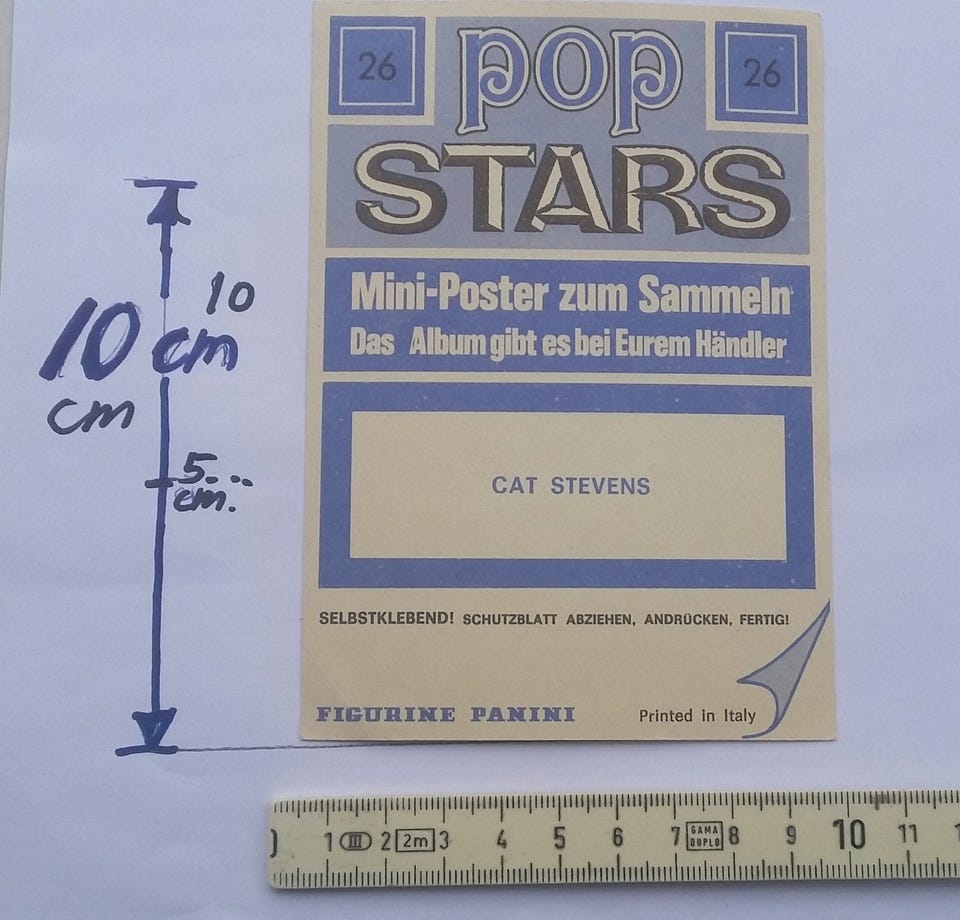 26 pop 26
STARS
Mini-Poster zum Sammeln
Das Album gibt es bei Eurem Händler
CAT STEVENS
SELBSTKLEBEND! SCHUTZBLATT ABZIEHEN, ANDRÜCKEN, FERTIG!
FIGURINE PANINI Printed in Italy
10
10 cm
cm
5
cm.
1 III 2 2m 3 4 5 6 7 GAMA DUPLO 8 9 10 11